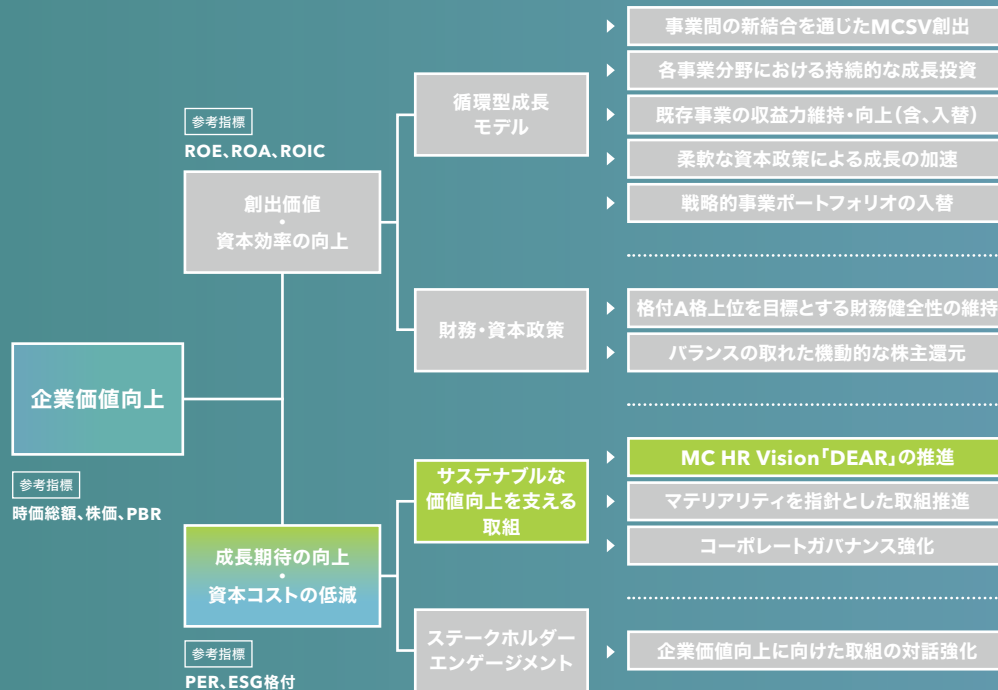 企業価値向上
参考指標
時価総額、株価、PBR
参考指標
ROE、ROA、ROIC
創出価値
・
資本効率の向上
循環型成長
モデル
事業間の新結合を通じたMCSV創出
各事業分野における持続的な成長投資
既存事業の収益力維持・向上（含、入替）
柔軟な資本政策による成長の加速
戦略的事業ポートフォリオの入替
財務・資本政策
格付A格上位を目標とする財務健全性の維持
バランスの取れた機動的な株主還元
成長期待の向上
・
資本コストの低減
参考指標
PER、ESG格付
サステナブルな
価値向上を支える
取組
MC HR Vision「DEAR」の推進
マテリアリティを指針とした取組推進
コーポレートガバナンス強化
ステークホルダー
エンゲージメント
企業価値向上に向けた取組の対話強化